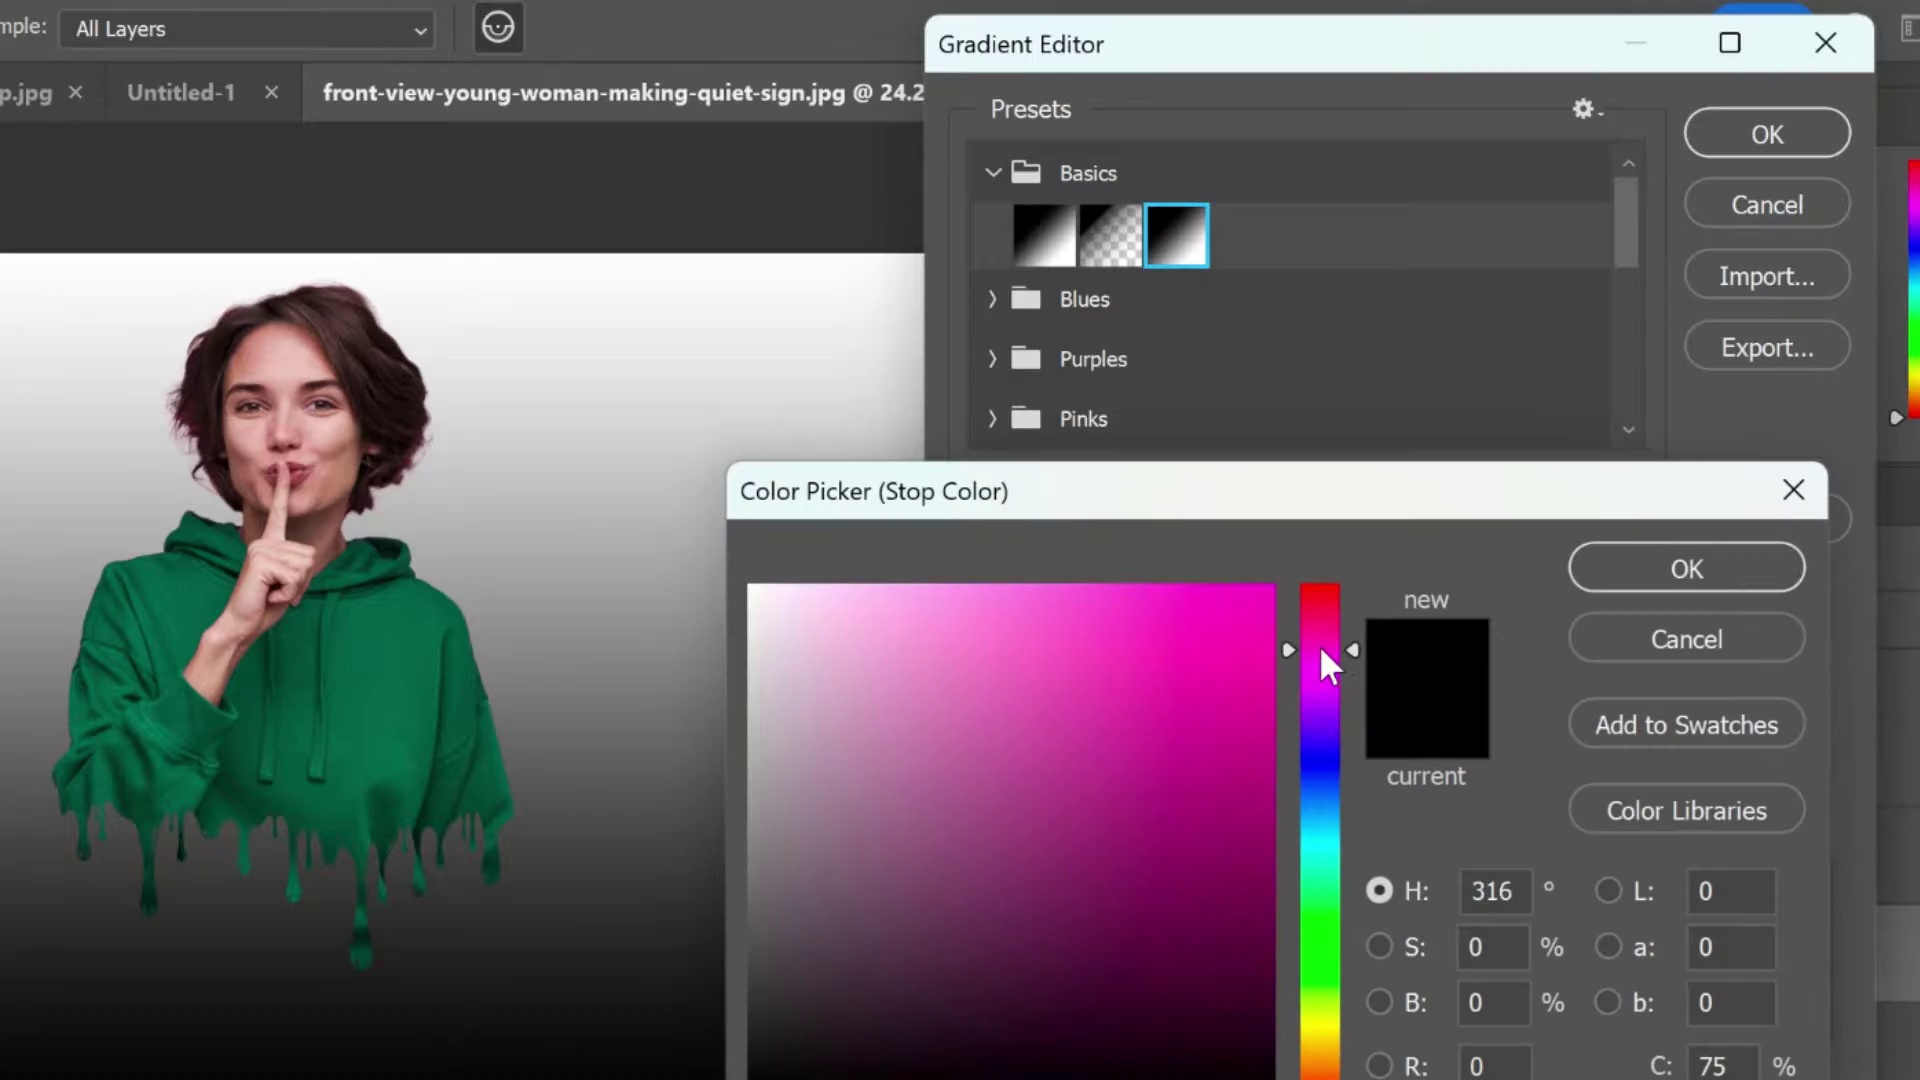 mple: All Layers
p.jpg × Untitled-1 × front-view-young-woman-making-quiet-sign.jpg @ 24.2
Gradient Editor
Presets
Basics
Blues
Purples
Pinks
OK
Cancel
Import...
Export...
Color Picker (Stop Color)
new
current
OK
Cancel
Add to Swatches
Color Libraries
H: 316 ° L: 0
S: 0 % a: 0
B: 0 % b: 0
R: 0 C: 75 %